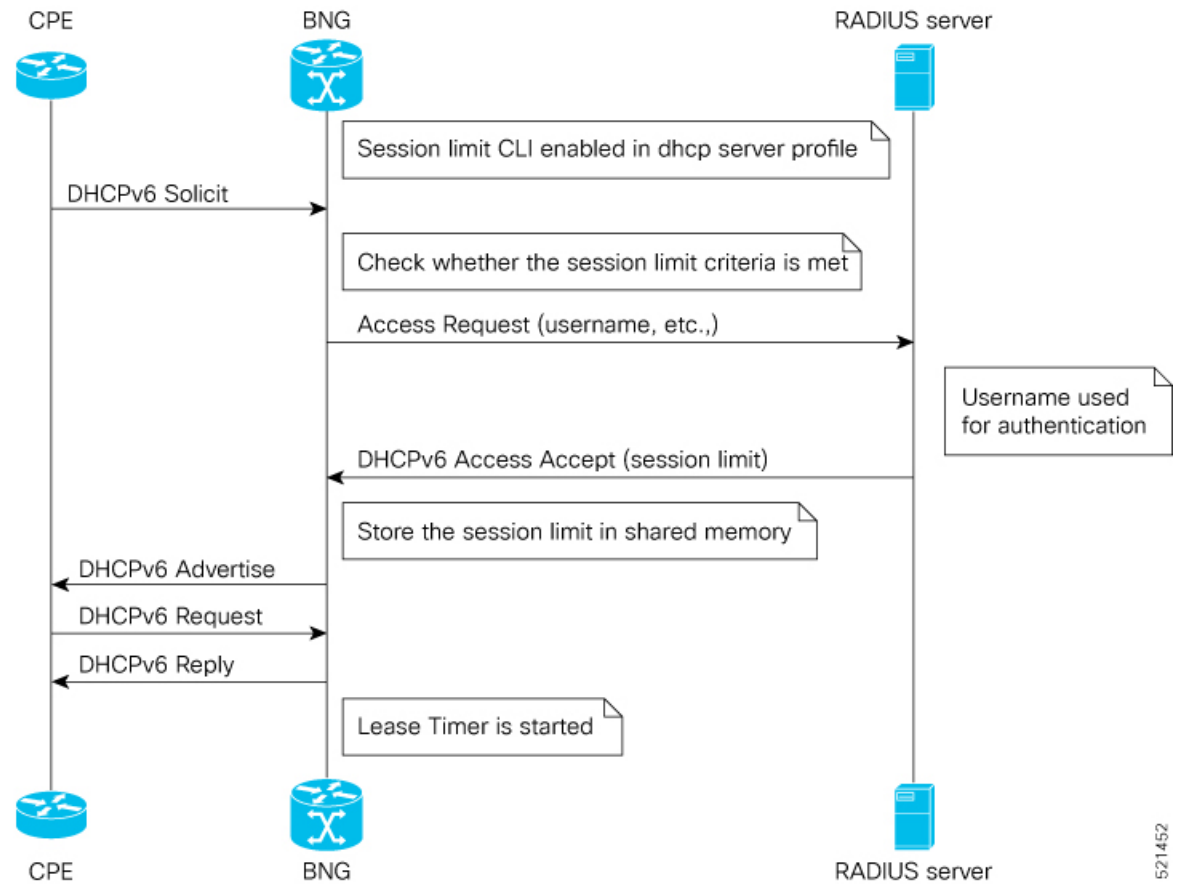 CPE
BNG
RADIUS server
Session limit CLI enabled in dhcp server profile
DHCPv6 Solicit
Check whether the session limit criteria is met
Access Request (username, etc.,)
Username used
for authentication
DHCPv6 Access Accept (session limit)
Store the session limit in shared memory
DHCPv6 Advertise
DHCPv6 Request
DHCPv6 Reply
Lease Timer is started
CPE
BNG
RADIUS server
521452